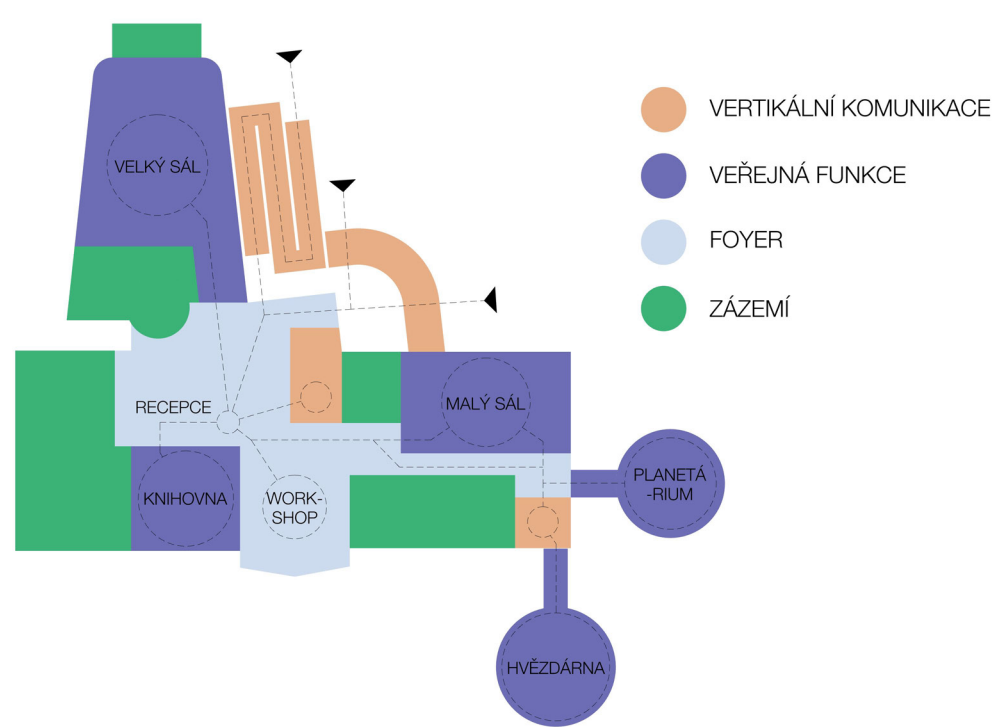 VELKÝ SÁL
VERTIKÁLNÍ KOMUNIKACE
VEŘEJNÁ FUNKCE
FOYER
ZÁZEMÍ
RECEPCE
MALÝ SÁL
KNIHOVNA
WORK-
SHOP
PLANETÁ
-RIUM
HVĚZDÁRNA